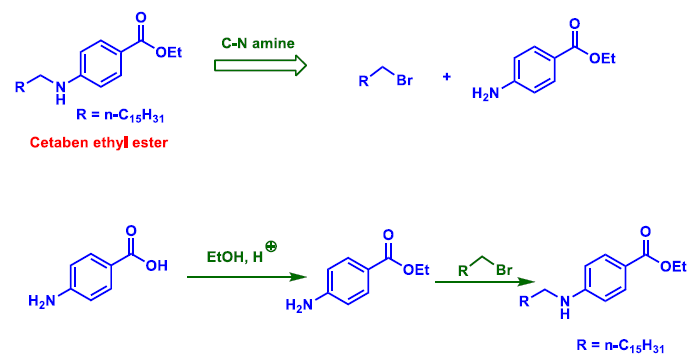 O
OEt
R
N
H
R = n-C₁₅H₃₁
Cetaben ethyl ester
C-N amine
R
Br
+
O
OEt
H₂N
O
OH
H₂N
EtOH, H⊕
O
OEt
H₂N
R
Br
O
OEt
R
N
H
R = n-C₁₅H₃₁